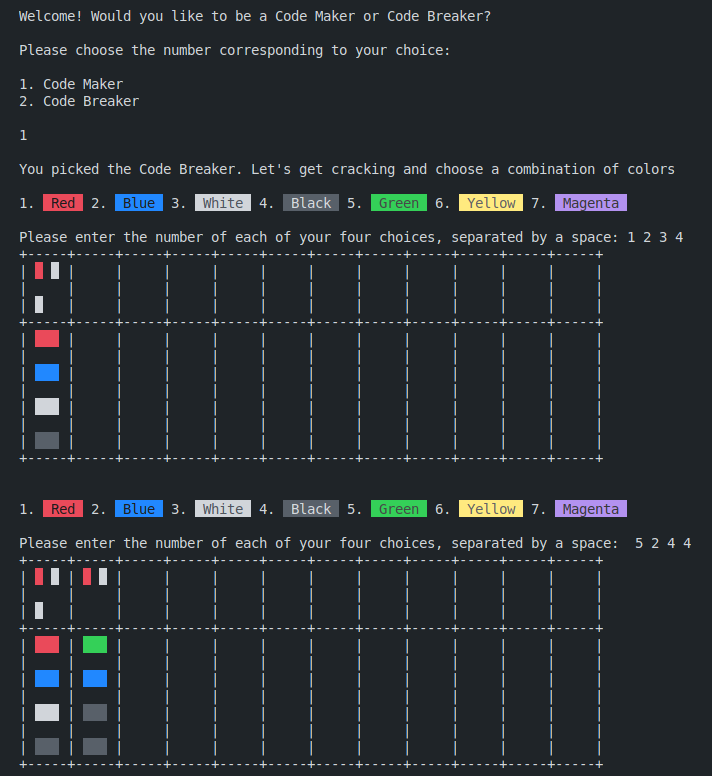 Welcome! Would you like to be a Code Maker or Code Breaker?
Please choose the number corresponding to your choice:
1. Code Maker
2. Code Breaker
1
You picked the Code Breaker. Let's get cracking and choose a combination of colors
1. Red 2. Blue 3. White 4. Black 5. Green 6. Yellow 7. Magenta
Please enter the number of each of your four choices, separated by a space: 1 2 3 4
1. Red 2. Blue 3. White 4. Black 5. Green 6. Yellow 7. Magenta
Please enter the number of each of your four choices, separated by a space:  5 2 4 4